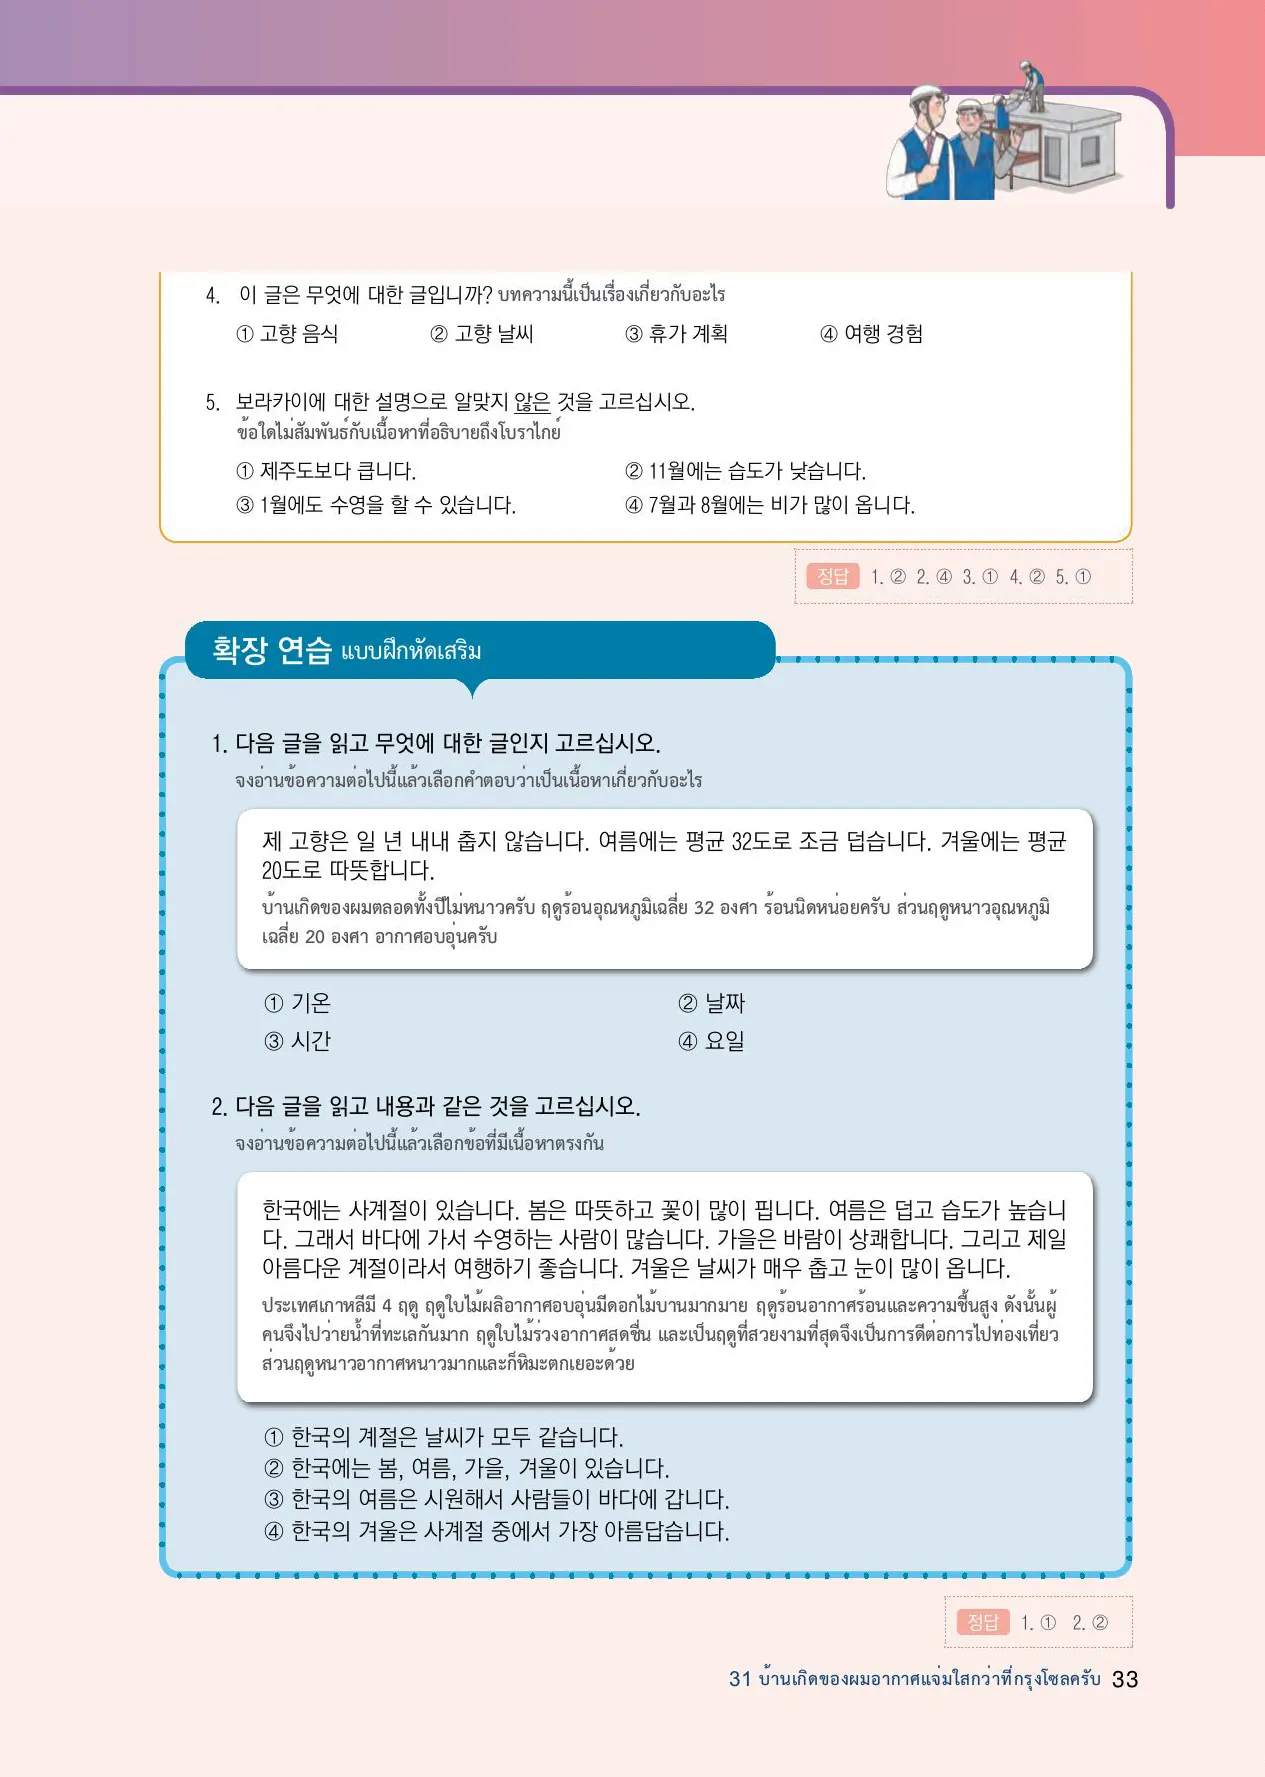 4. 이 글은 무엇에 대한 글입니까? บทความนี้เป็นเรื่องเกี่ยวกับอะไร
① 고향 음식 ② 고향 날씨 ③ 휴가 계획 ④ 여행 경험
5. 보라카이에 대한 설명으로 알맞지 않은 것을 고르십시오.
ข้อใดไม่สัมพันธ์กับเนื้อหาที่อธิบายถึงโบราไกย์
① 제주도보다 큽니다. ② 11월에는 습도가 낮습니다.
③ 1월에도 수영을 할 수 있습니다. ④ 7월과 8월에는 비가 많이 옵니다.
정답 1. ② 2. ④ 3. ① 4. ② 5. ①
확장 연습 แบบฝึกหัดเสริม
1. 다음 글을 읽고 무엇에 대한 글인지 고르십시오.
จงอ่านข้อความต่อไปนี้แล้วเลือกคำตอบว่าเป็นเนื้อหาเกี่ยวกับอะไร
제 고향은 일 년 내내 춥지 않습니다. 여름에는 평균 32도로 조금 덥습니다. 겨울에는 평균
20도로 따뜻합니다.
บ้านเกิดของผมตลอดทั้งปีไม่หนาวครับ ฤดูร้อนอุณหภูมิเฉลี่ย 32 องศา ร้อนนิดหน่อยครับ ส่วนฤดูหนาวอุณหภูมิ
เฉลี่ย 20 องศา อากาศอบอุ่นครับ
① 기온 ② 날짜
③ 시간 ④ 요일
2. 다음 글을 읽고 내용과 같은 것을 고르십시오.
จงอ่านข้อความต่อไปนี้แล้วเลือกข้อที่มีเนื้อหาตรงกัน
한국에는 사계절이 있습니다. 봄은 따뜻하고 꽃이 많이 핍니다. 여름은 덥고 습도가 높습니
다. 그래서 바다에 가서 수영하는 사람이 많습니다. 가을은 바람이 상쾌합니다. 그리고 제일
아름다운 계절이라서 여행하기 좋습니다. 겨울은 날씨가 매우 춥고 눈이 많이 옵니다.
ประเทศเกาหลีมี 4 ฤดู ฤดูใบไม้ผลิอากาศอบอุ่นมีดอกไม้บานมากมาย ฤดูร้อนอากาศร้อนและความชื้นสูง ดังนั้นผู้
คนจึงไปว่ายน้ำที่ทะเลกันมาก ฤดูใบไม้ร่วงอากาศสดชื่น และเป็นฤดูที่สวยงามที่สุดจึงเป็นการดีต่อการไปท่องเที่ยว
ส่วนฤดูหนาวอากาศหนาวมากและก็หิมะตกเยอะด้วย
① 한국의 계절은 날씨가 모두 같습니다.
② 한국에는 봄, 여름, 가을, 겨울이 있습니다.
③ 한국의 여름은 시원해서 사람들이 바다에 갑니다.
④ 한국의 겨울은 사계절 중에서 가장 아름답습니다.
정답 1. ① 2. ②
31 บ้านเกิดของผมอากาศแจ่มใสกว่าที่กรุงโซลครับ 33